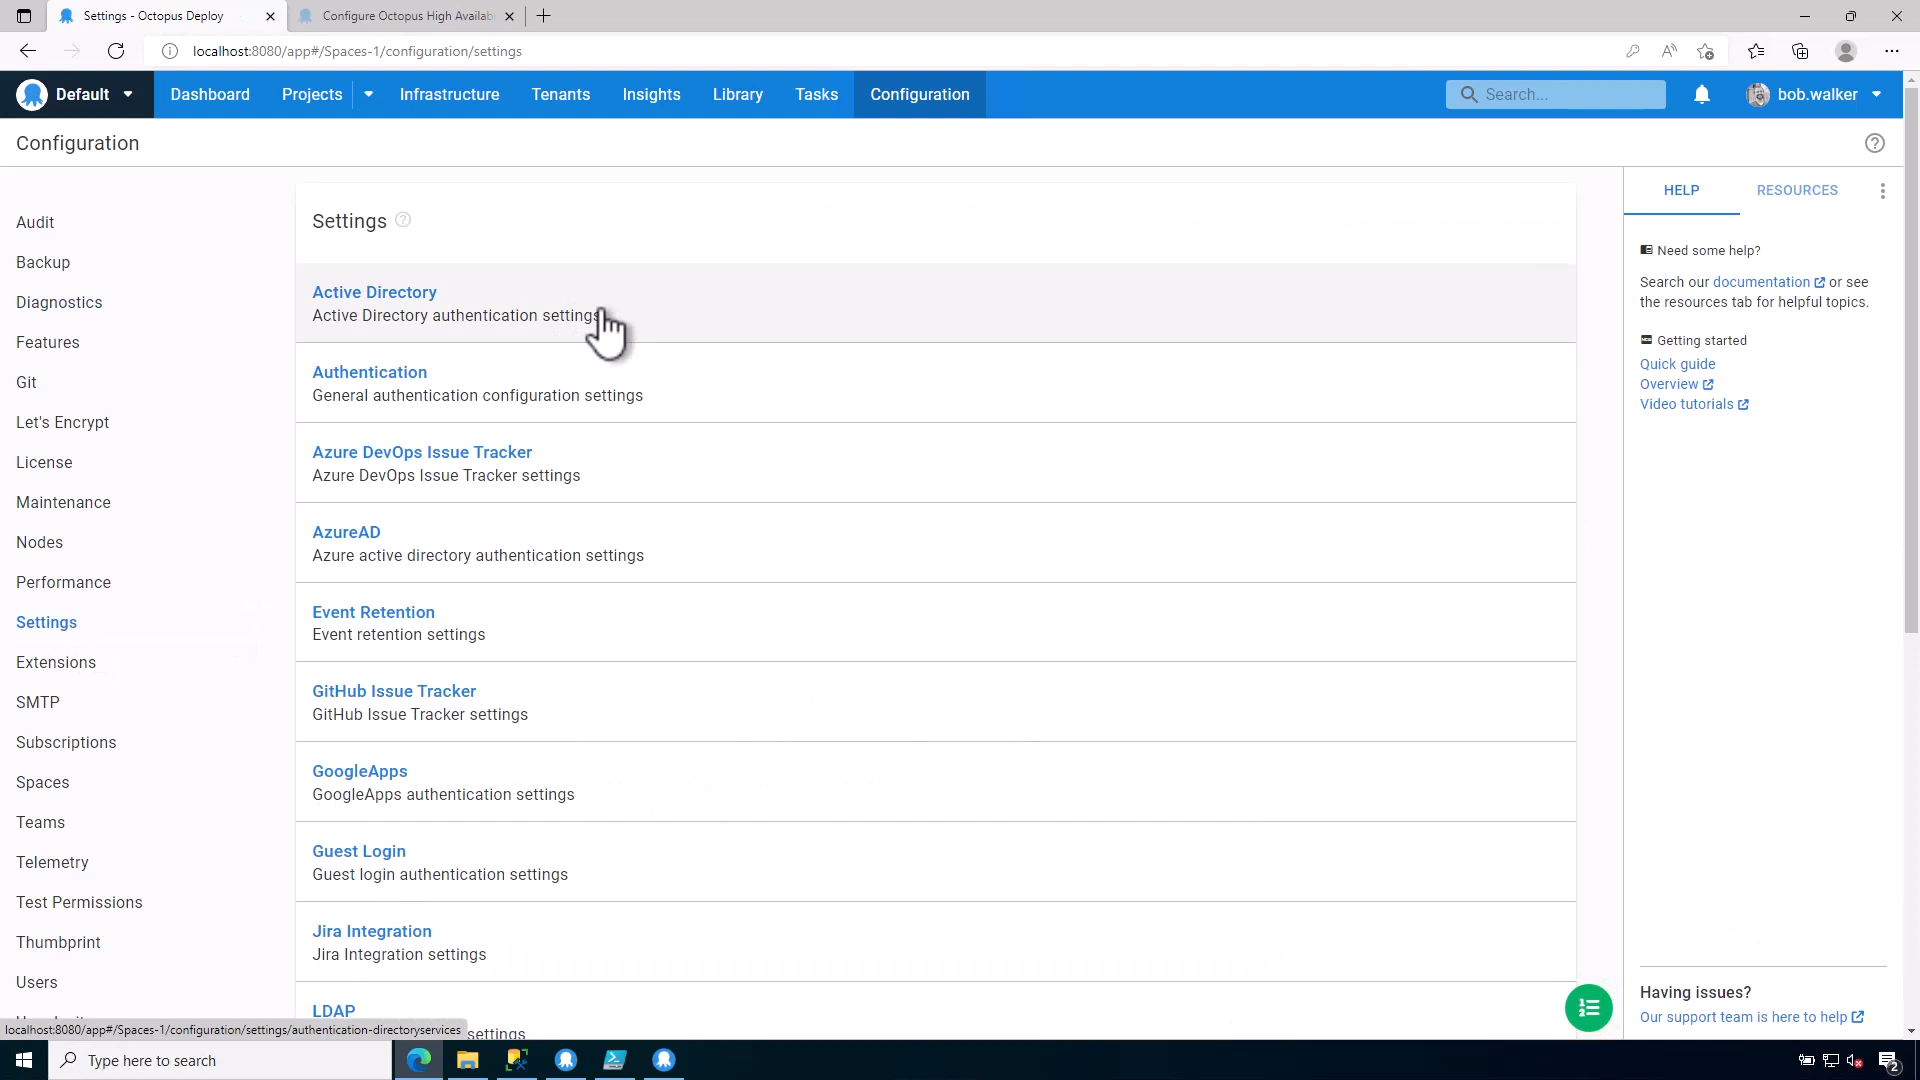 Settings - Octopus Deploy
Configure Octopus High Availab
localhost:8080/app#/Spaces-1/configuration/settings
Default
Dashboard
Projects
Infrastructure
Tenants
Insights
Library
Tasks
Configuration
Search...
bob.walker
Configuration
Audit
Backup
Diagnostics
Features
Git
Let's Encrypt
License
Maintenance
Nodes
Performance
Settings
Extensions
SMTP
Subscriptions
Spaces
Teams
Telemetry
Test Permissions
Thumbprint
Users
Settings
Active Directory
Active Directory authentication settings
Authentication
General authentication configuration settings
Azure DevOps Issue Tracker
Azure DevOps Issue Tracker settings
AzureAD
Azure active directory authentication settings
Event Retention
Event retention settings
GitHub Issue Tracker
GitHub Issue Tracker settings
GoogleApps
GoogleApps authentication settings
Guest Login
Guest login authentication settings
Jira Integration
Jira Integration settings
LDAP
settings
HELP
RESOURCES
Need some help?
Search our documentation or see
the resources tab for helpful topics.
Getting started
Quick guide
Overview
Video tutorials
Having issues?
Our support team is here to help
localhost:8080/app#/Spaces-1/configuration/settings/authentication-directoryservices
Type here to search
2